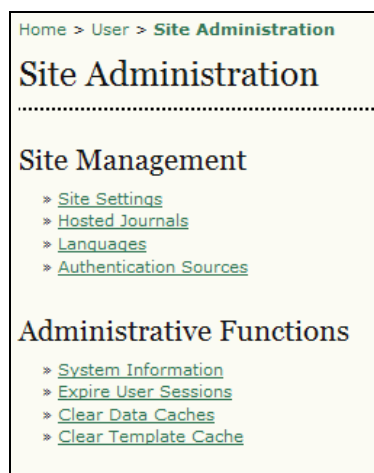 Home > User > Site Administration
Site Administration
Site Management
» Site Settings
» Hosted Journals
» Languages
» Authentication Sources
Administrative Functions
» System Information
» Expire User Sessions
» Clear Data Caches
» Clear Template Cache